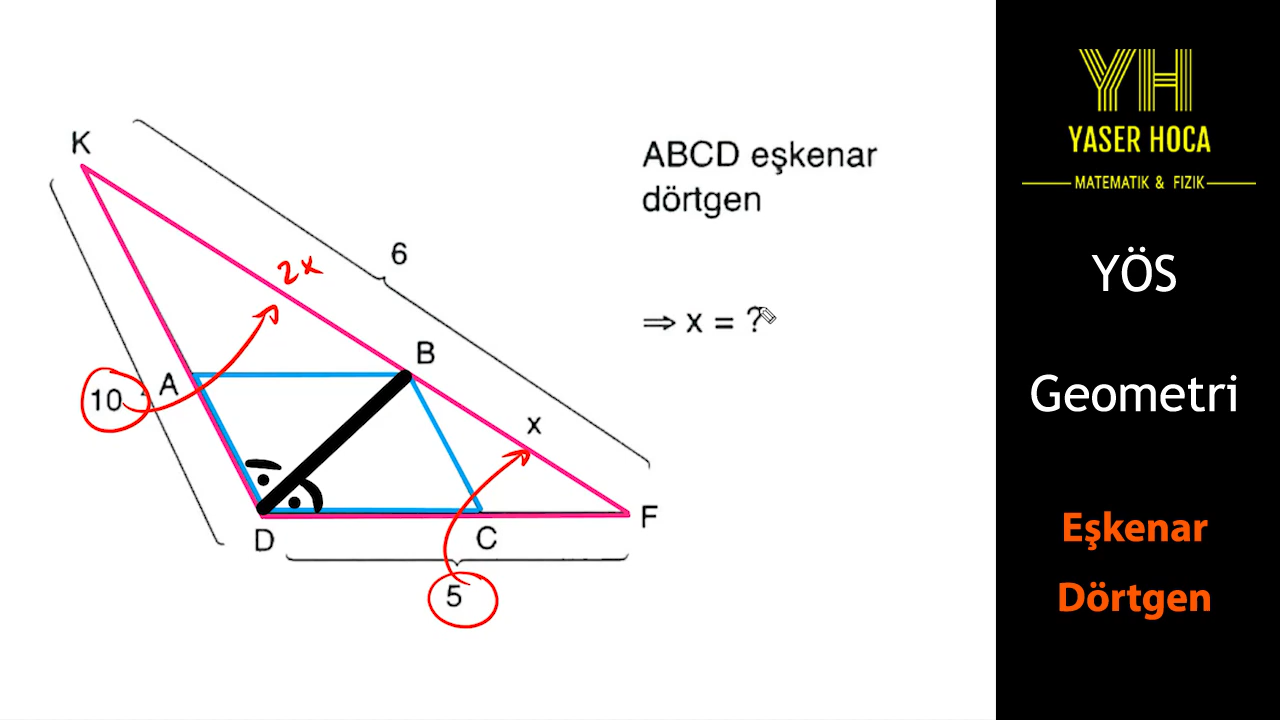 K
6
2x
B
A
10
x
D
C
F
5
ABCD eşkenar
dörtgen
⇒ x = ?
YH
YASER HOCA
MATEMATIK & FIZIK
YÖS
Geometri
Eşkenar
Dörtgen